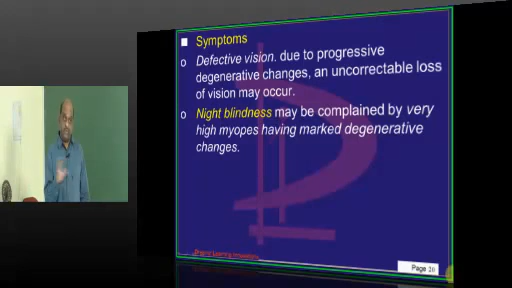 Symptoms
Defective vision. due to progressive
degenerative changes, an uncorrectable loss
of vision may occur.
Night blindness may be complained by very
high myopes having marked degenerative
changes.
Page 20